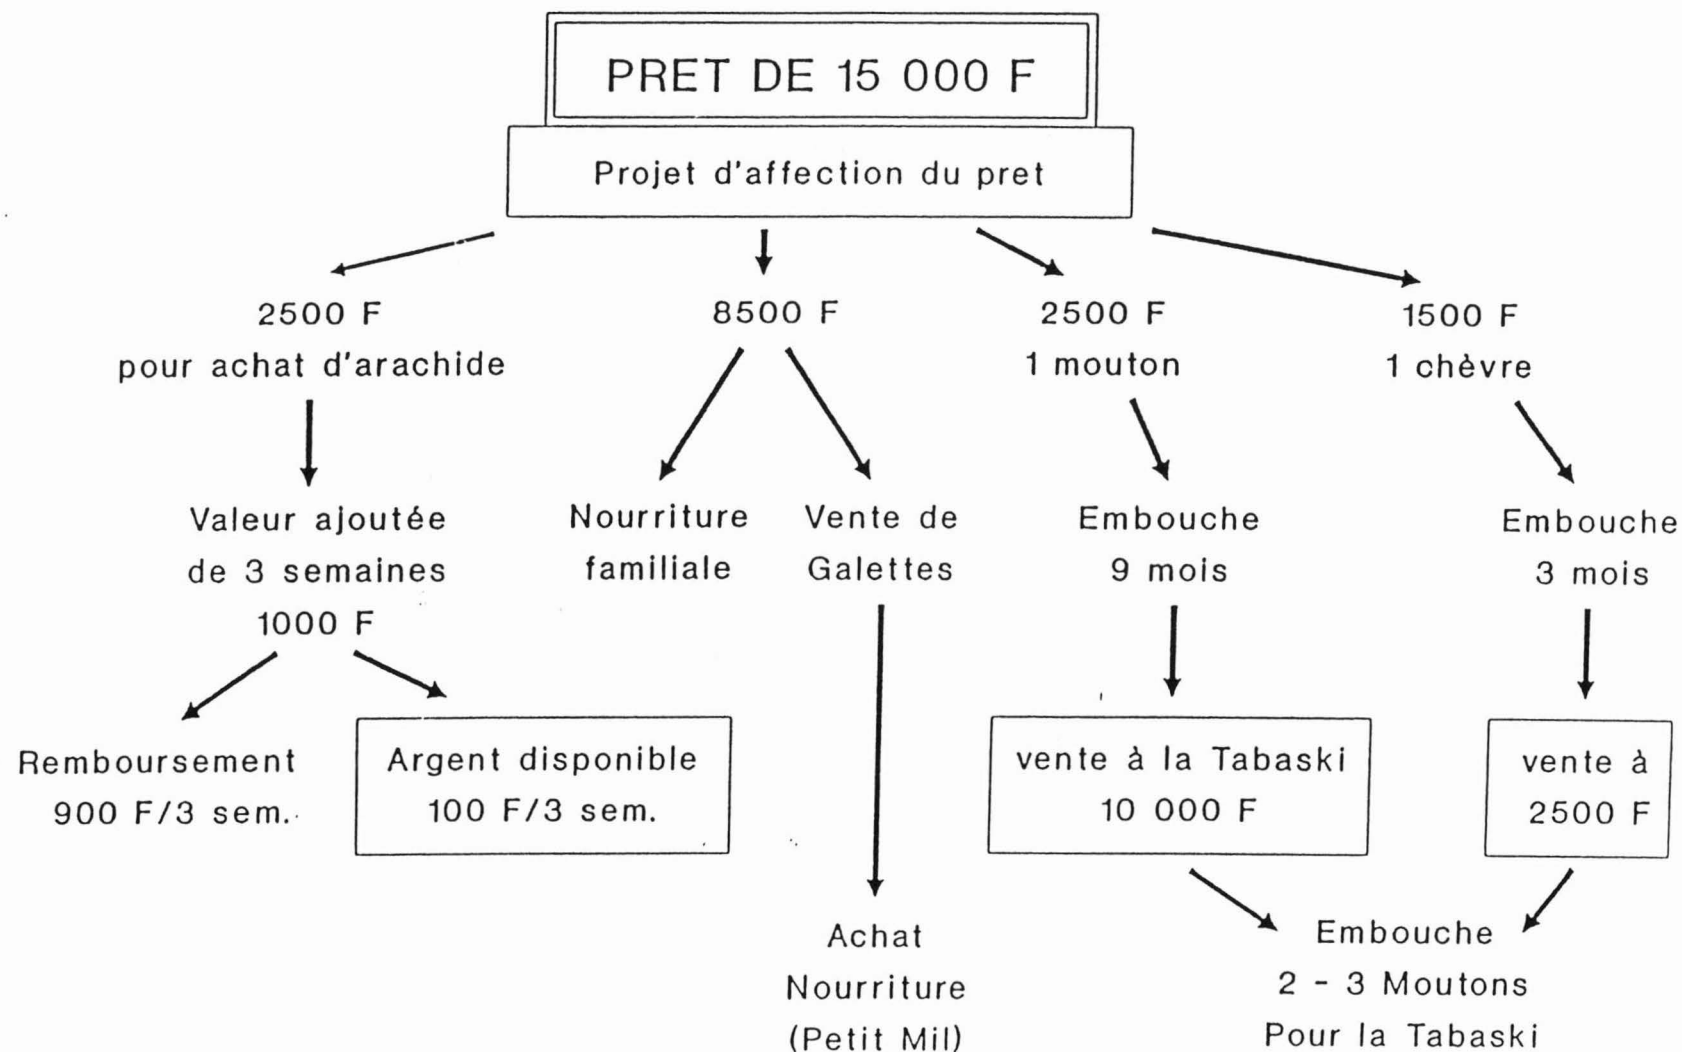 PRET DE 15 000 F
Projet d'affection du pret
2500 F
pour achat d'arachide
8500 F
2500 F
1 mouton
1500 F
1 chèvre
Valeur ajoutée
de 3 semaines
1000 F
Nourriture
familiale
Vente de
Galettes
Embouche
9 mois
Embouche
3 mois
Remboursement
900 F/3 sem.
Argent disponible
100 F/3 sem.
vente à la Tabaski
10 000 F
vente à
2500 F
Achat
Nourriture
(Petit Mil)
Embouche
2 - 3 Moutons
Pour la Tabaski